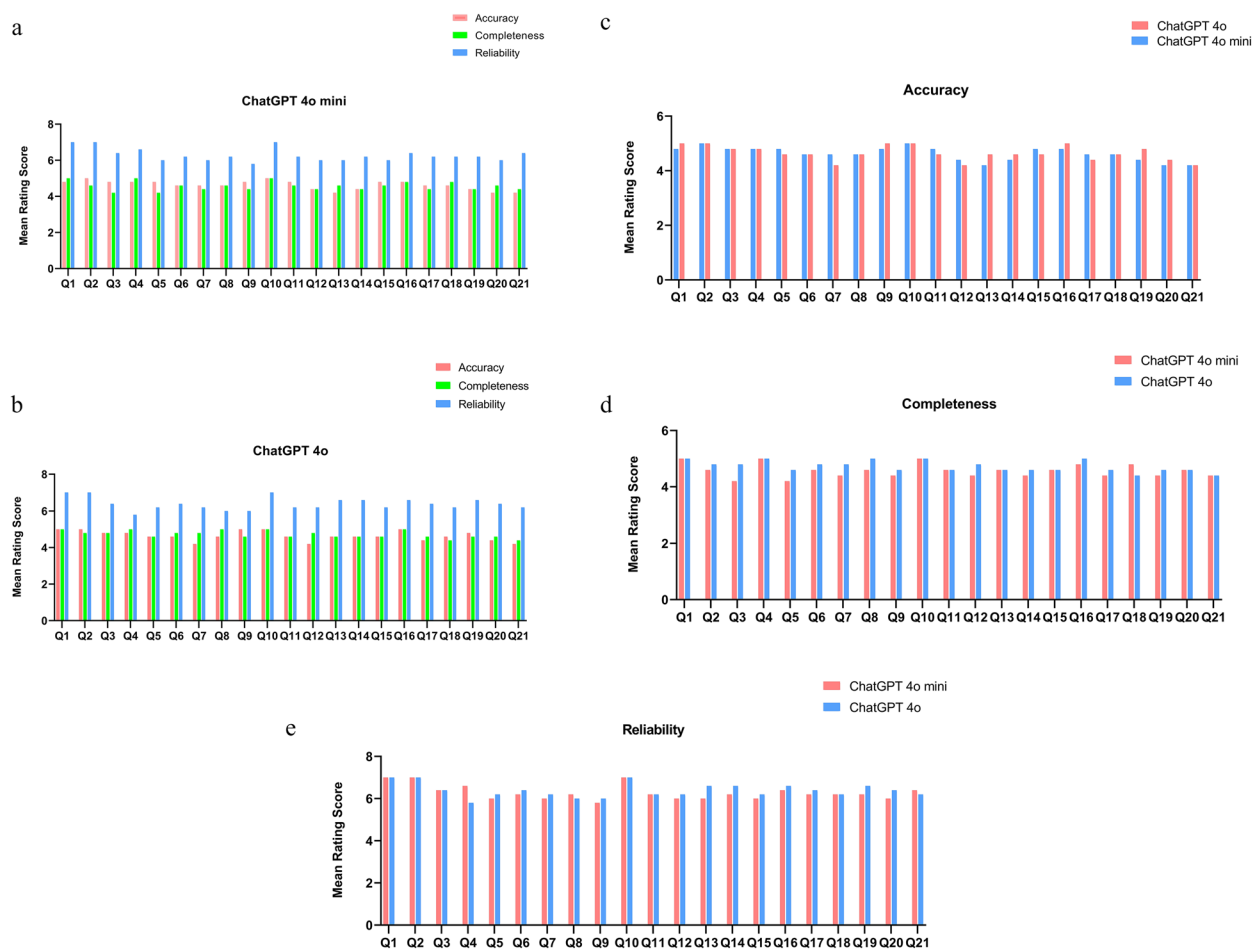 a
Accuracy
Completeness
Reliability
ChatGPT 4o mini
Mean Rating Score
8
6
4
2
0
Q1 Q2 Q3 Q4 Q5 Q6 Q7 Q8 Q9 Q10 Q11 Q12 Q13 Q14 Q15 Q16 Q17 Q18 Q19 Q20 Q21
b
Accuracy
Completeness
Reliability
ChatGPT 4o
Mean Rating Score
8
6
4
2
0
Q1 Q2 Q3 Q4 Q5 Q6 Q7 Q8 Q9 Q10 Q11 Q12 Q13 Q14 Q15 Q16 Q17 Q18 Q19 Q20 Q21
c
ChatGPT 4o
ChatGPT 4o mini
Accuracy
Mean Rating Score
6
4
2
0
Q1 Q2 Q3 Q4 Q5 Q6 Q7 Q8 Q9 Q10 Q11 Q12 Q13 Q14 Q15 Q16 Q17 Q18 Q19 Q20 Q21
d
ChatGPT 4o mini
ChatGPT 4o
Completeness
Mean Rating Score
6
4
2
0
Q1 Q2 Q3 Q4 Q5 Q6 Q7 Q8 Q9 Q10 Q11 Q12 Q13 Q14 Q15 Q16 Q17 Q18 Q19 Q20 Q21
e
ChatGPT 4o mini
ChatGPT 4o
Reliability
Mean Rating Score
8
6
4
2
0
Q1 Q2 Q3 Q4 Q5 Q6 Q7 Q8 Q9 Q10 Q11 Q12 Q13 Q14 Q15 Q16 Q17 Q18 Q19 Q20 Q21